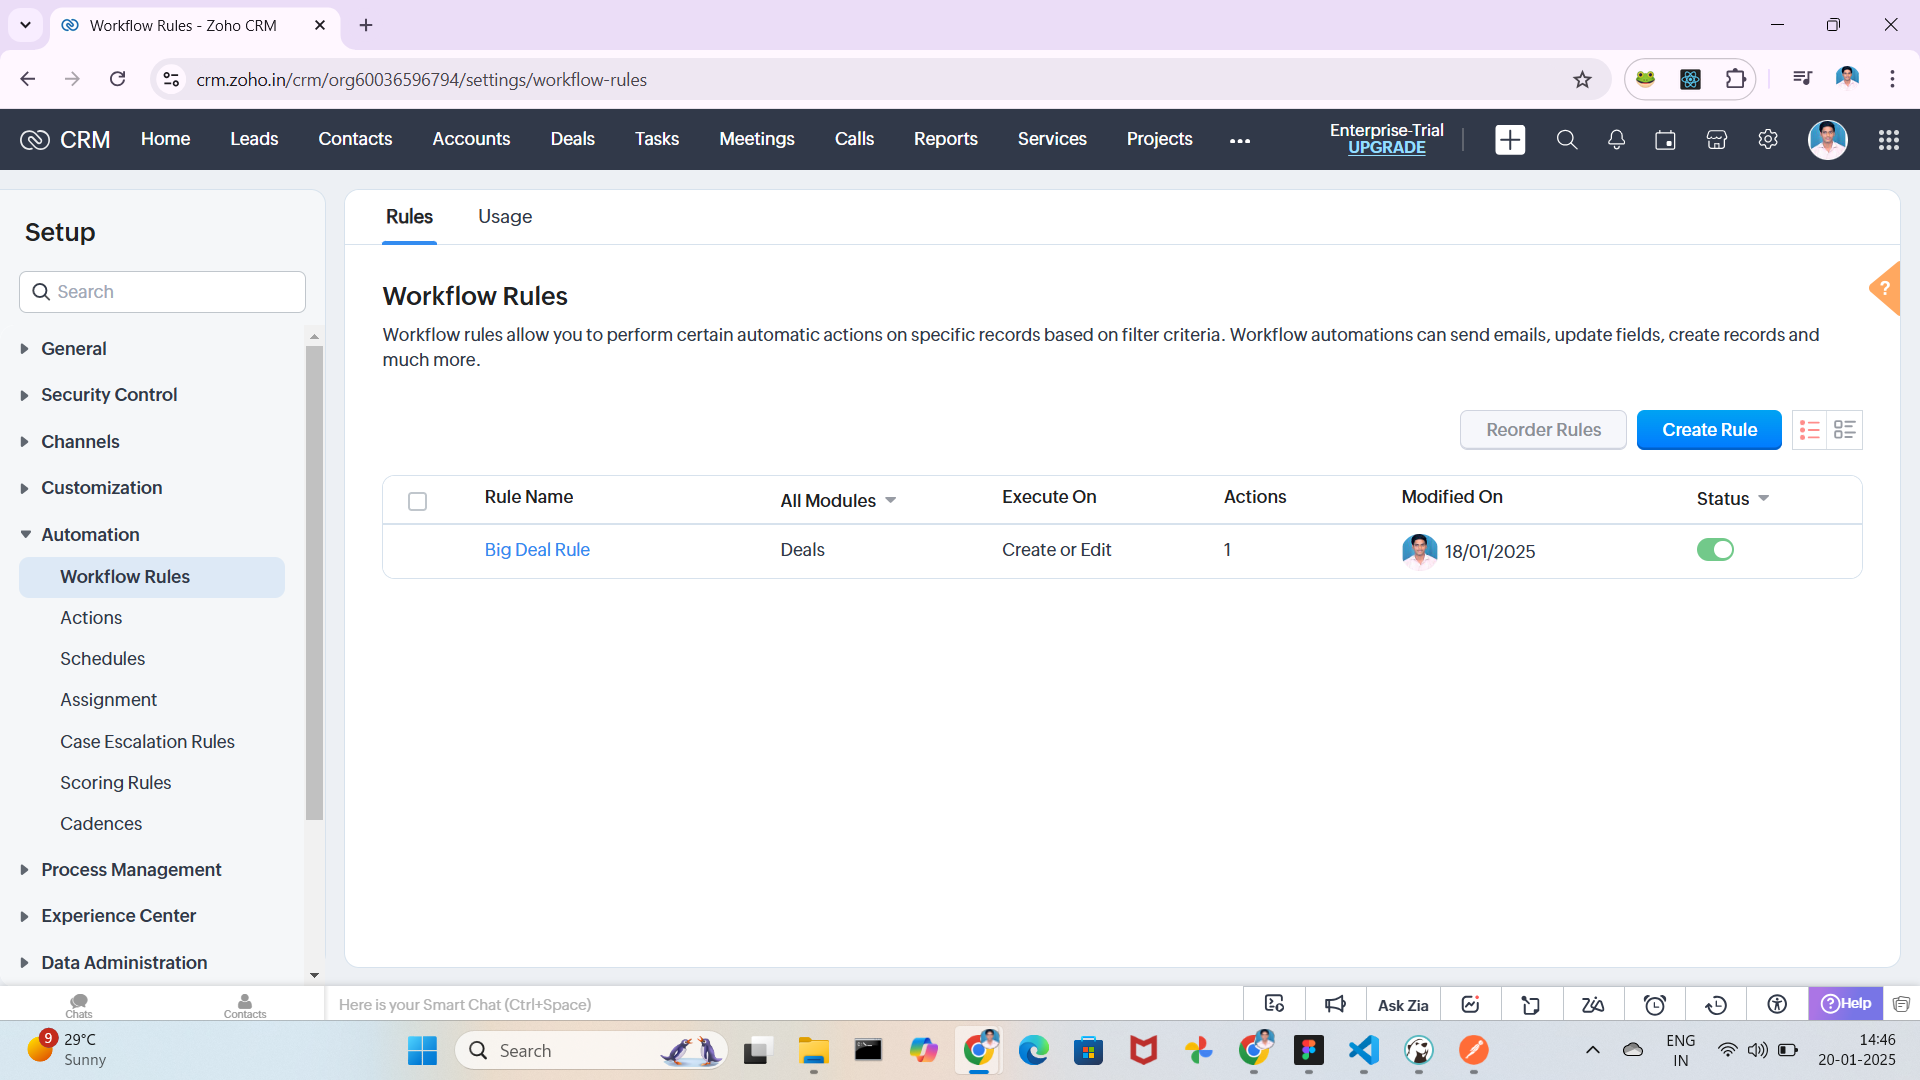 Workflow Rules - Zoho CRM
crm.zoho.in/crm/org60036596794/settings/workflow-rules
CRM
Home
Leads
Contacts
Accounts
Deals
Tasks
Meetings
Calls
Reports
Services
Projects
Enterprise-Trial
UPGRADE
Setup
Search
General
Security Control
Channels
Customization
Automation
Workflow Rules
Actions
Schedules
Assignment
Case Escalation Rules
Scoring Rules
Cadences
Process Management
Experience Center
Data Administration
Rules
Usage
?
Workflow Rules
Workflow rules allow you to perform certain automatic actions on specific records based on filter criteria. Workflow automations can send emails, update fields, create records and
much more.
Reorder Rules
Create Rule
Rule Name
All Modules
Execute On
Actions
Modified On
Status
Big Deal Rule
Deals
Create or Edit
1
18/01/2025
Chats
Contacts
Here is your Smart Chat (Ctrl+Space)
Ask Zia
?Help
9
29°C
Sunny
Search
ENG
IN
14:46
20-01-2025